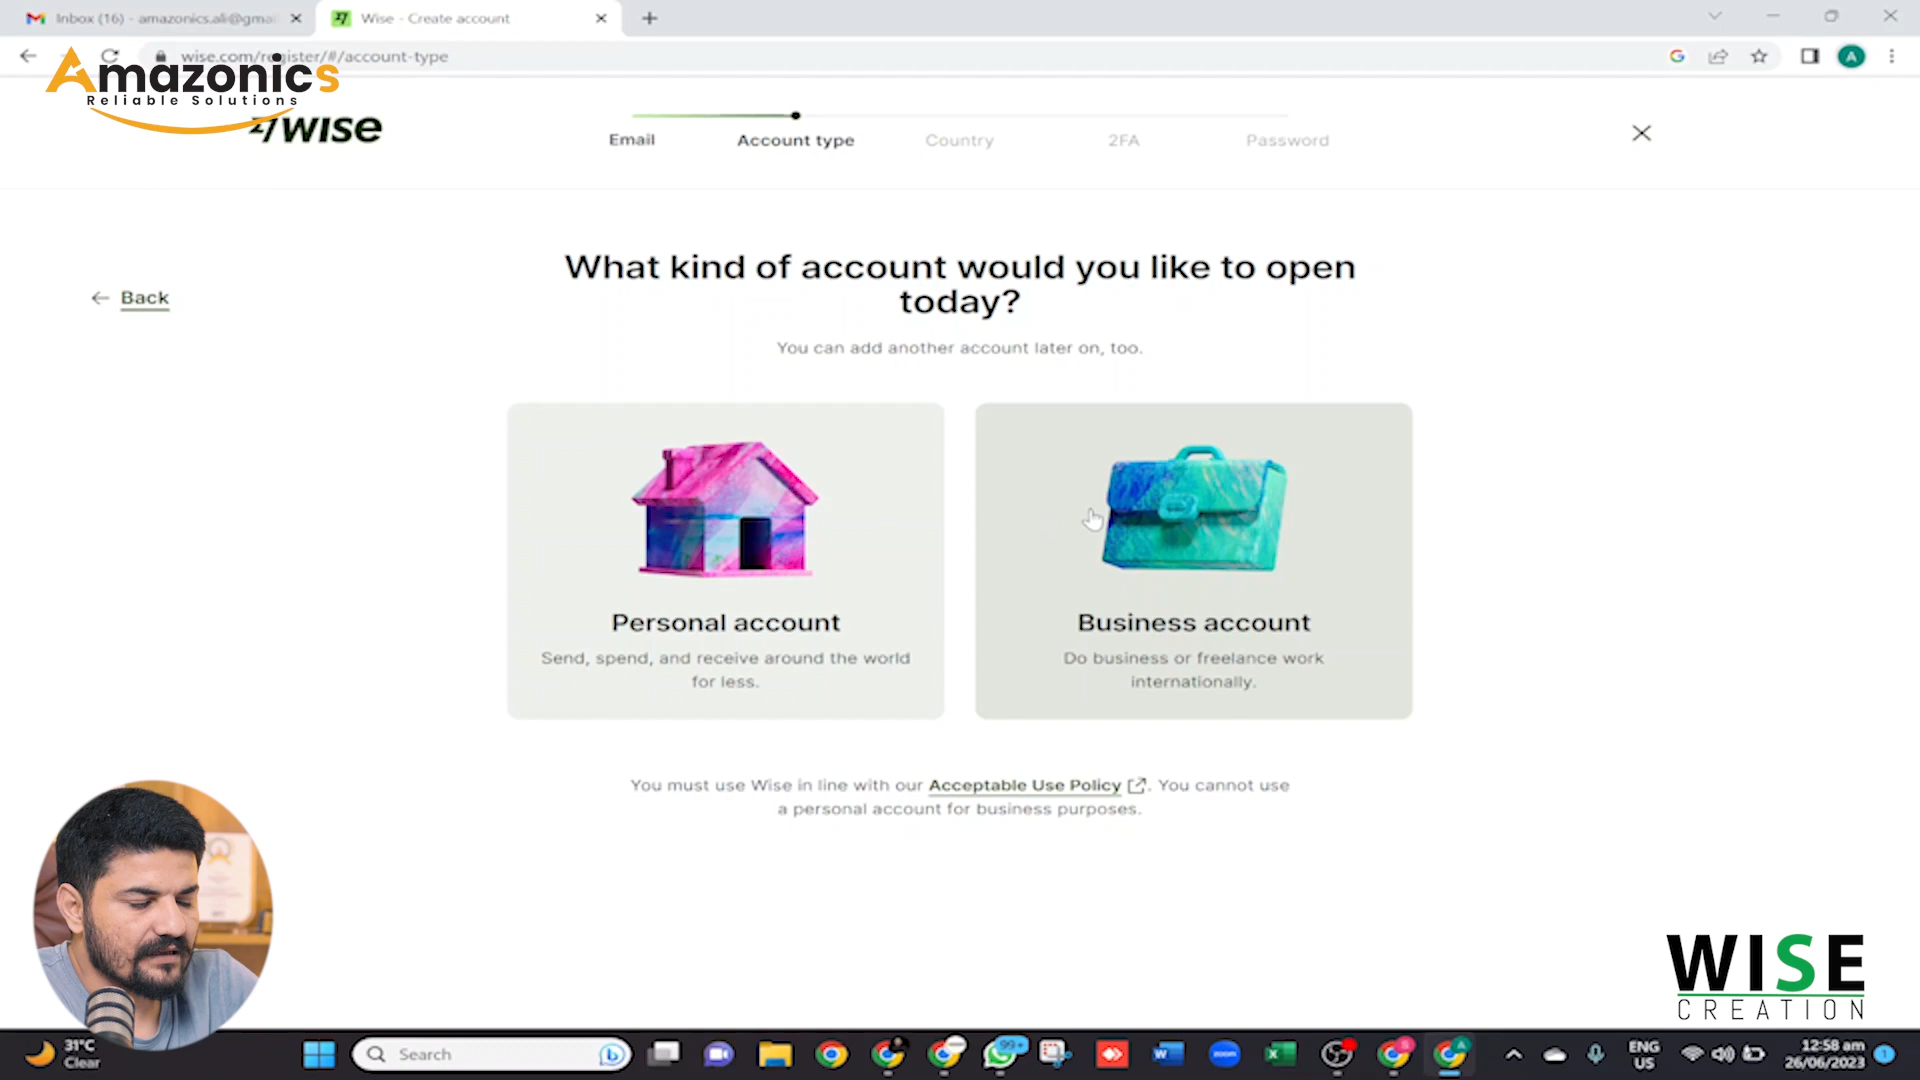 Inbox (16) - amazonics.ali@gmai
Wise - Create account
wise.com/register/#/account-type
Amazonics
Reliable Solutions
WISE
Email
Account type
Country
2FA
Password
Back
What kind of account would you like to open
today?
You can add another account later on, too.
Personal account
Send, spend, and receive around the world
for less.
Business account
Do business or freelance work
internationally.
You must use Wise in line with our Acceptable Use Policy. You cannot use
a personal account for business purposes.
WISE
CREATION
31°C
Clear
Search
99+
zoom
ENG
US
12:58 am
26/06/2023
1